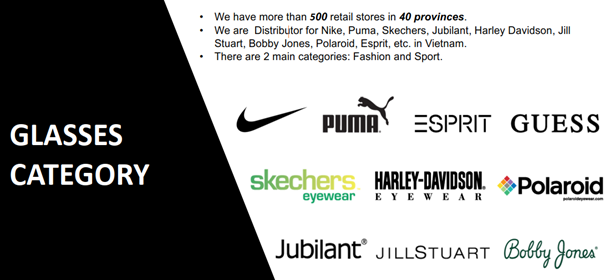 • We have more than 500 retail stores in 40 provinces.
• We are Distributor for Nike, Puma, Skechers, Jubilant, Harley Davidson, Jill
Stuart, Bobby Jones, Polaroid, Esprit, etc. in Vietnam.
• There are 2 main categories: Fashion and Sport.
GLASSES
CATEGORY
PUMA ESPRIT GUESS
skechers HARLEY-DAVIDSON Polaroid
eyewear EYEWEAR polaroideyewear.com
Jubilant® JILLSTUART Bobby Jones®